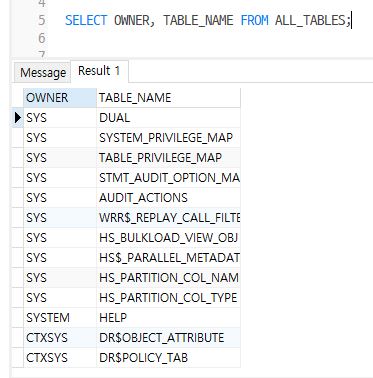 4
5 SELECT OWNER, TABLE_NAME FROM ALL_TABLES;
6
Message Result 1
OWNER TABLE_NAME
SYS DUAL
SYS SYSTEM_PRIVILEGE_MAP
SYS TABLE_PRIVILEGE_MAP
SYS STMT_AUDIT_OPTION_MA
SYS AUDIT_ACTIONS
SYS WRR$_REPLAY_CALL_FILTE
SYS HS_BULKLOAD_VIEW_OBJ
SYS HS$_PARALLEL_METADAT
SYS HS_PARTITION_COL_NAM
SYS HS_PARTITION_COL_TYPE
SYSTEM HELP
CTXSYS DR$OBJECT_ATTRIBUTE
CTXSYS DR$POLICY_TAB